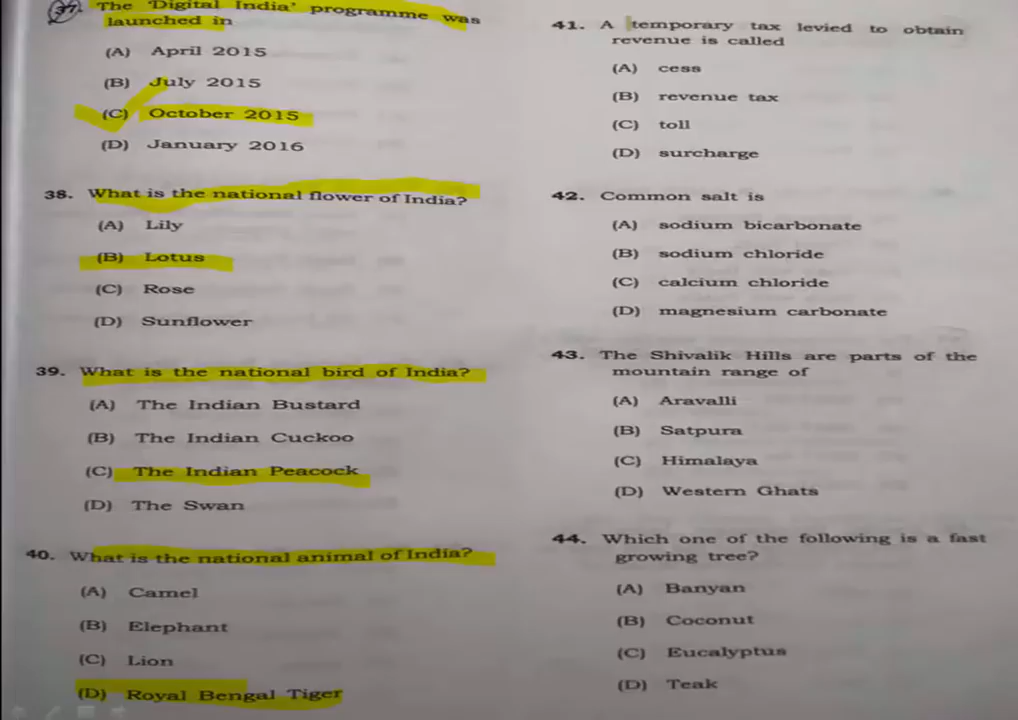 37. The 'Digital India' programme was
launched in
(A) April 2015
(B) July 2015
(C) October 2015
(D) January 2016
38. What is the national flower of India?
(A) Lily
(B) Lotus
(C) Rose
(D) Sunflower
39. What is the national bird of India?
(A) The Indian Bustard
(B) The Indian Cuckoo
(C) The Indian Peacock
(D) The Swan
40. What is the national animal of India?
(A) Camel
(B) Elephant
(C) Lion
(D) Royal Bengal Tiger
41. A temporary tax levied to obtain
revenue is called
(A) cess
(B) revenue tax
(C) toll
(D) surcharge
42. Common salt is
(A) sodium bicarbonate
(B) sodium chloride
(C) calcium chloride
(D) magnesium carbonate
43. The Shivalik Hills are parts of the
mountain range of
(A) Aravalli
(B) Satpura
(C) Himalaya
(D) Western Ghats
44. Which one of the following is a fast
growing tree?
(A) Banyan
(B) Coconut
(C) Eucalyptus
(D) Teak